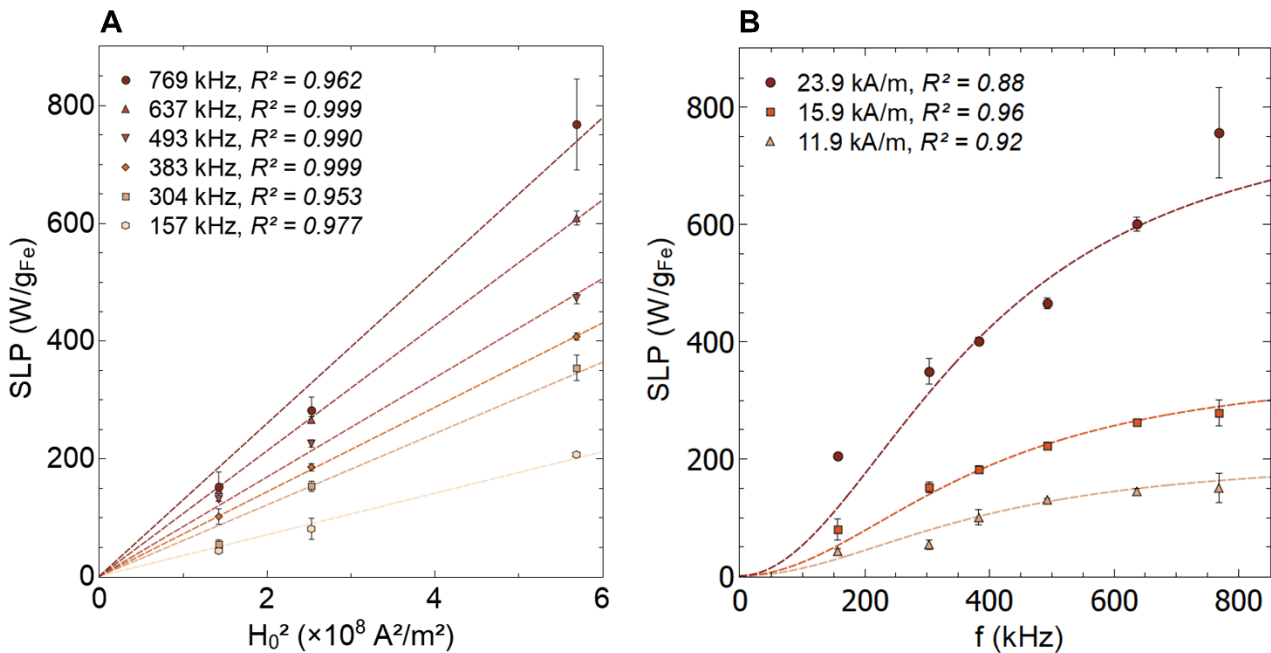 A
SLP (W/gFe)
800
600
400
200
0
769 kHz, R² = 0.962
637 kHz, R² = 0.999
493 kHz, R² = 0.990
383 kHz, R² = 0.999
304 kHz, R² = 0.953
157 kHz, R² = 0.977
0 2 4 6
H₀² (×10⁸ A²/m²)
B
SLP (W/gFe)
800
600
400
200
0
23.9 kA/m, R² = 0.88
15.9 kA/m, R² = 0.96
11.9 kA/m, R² = 0.92
0 200 400 600 800
f (kHz)